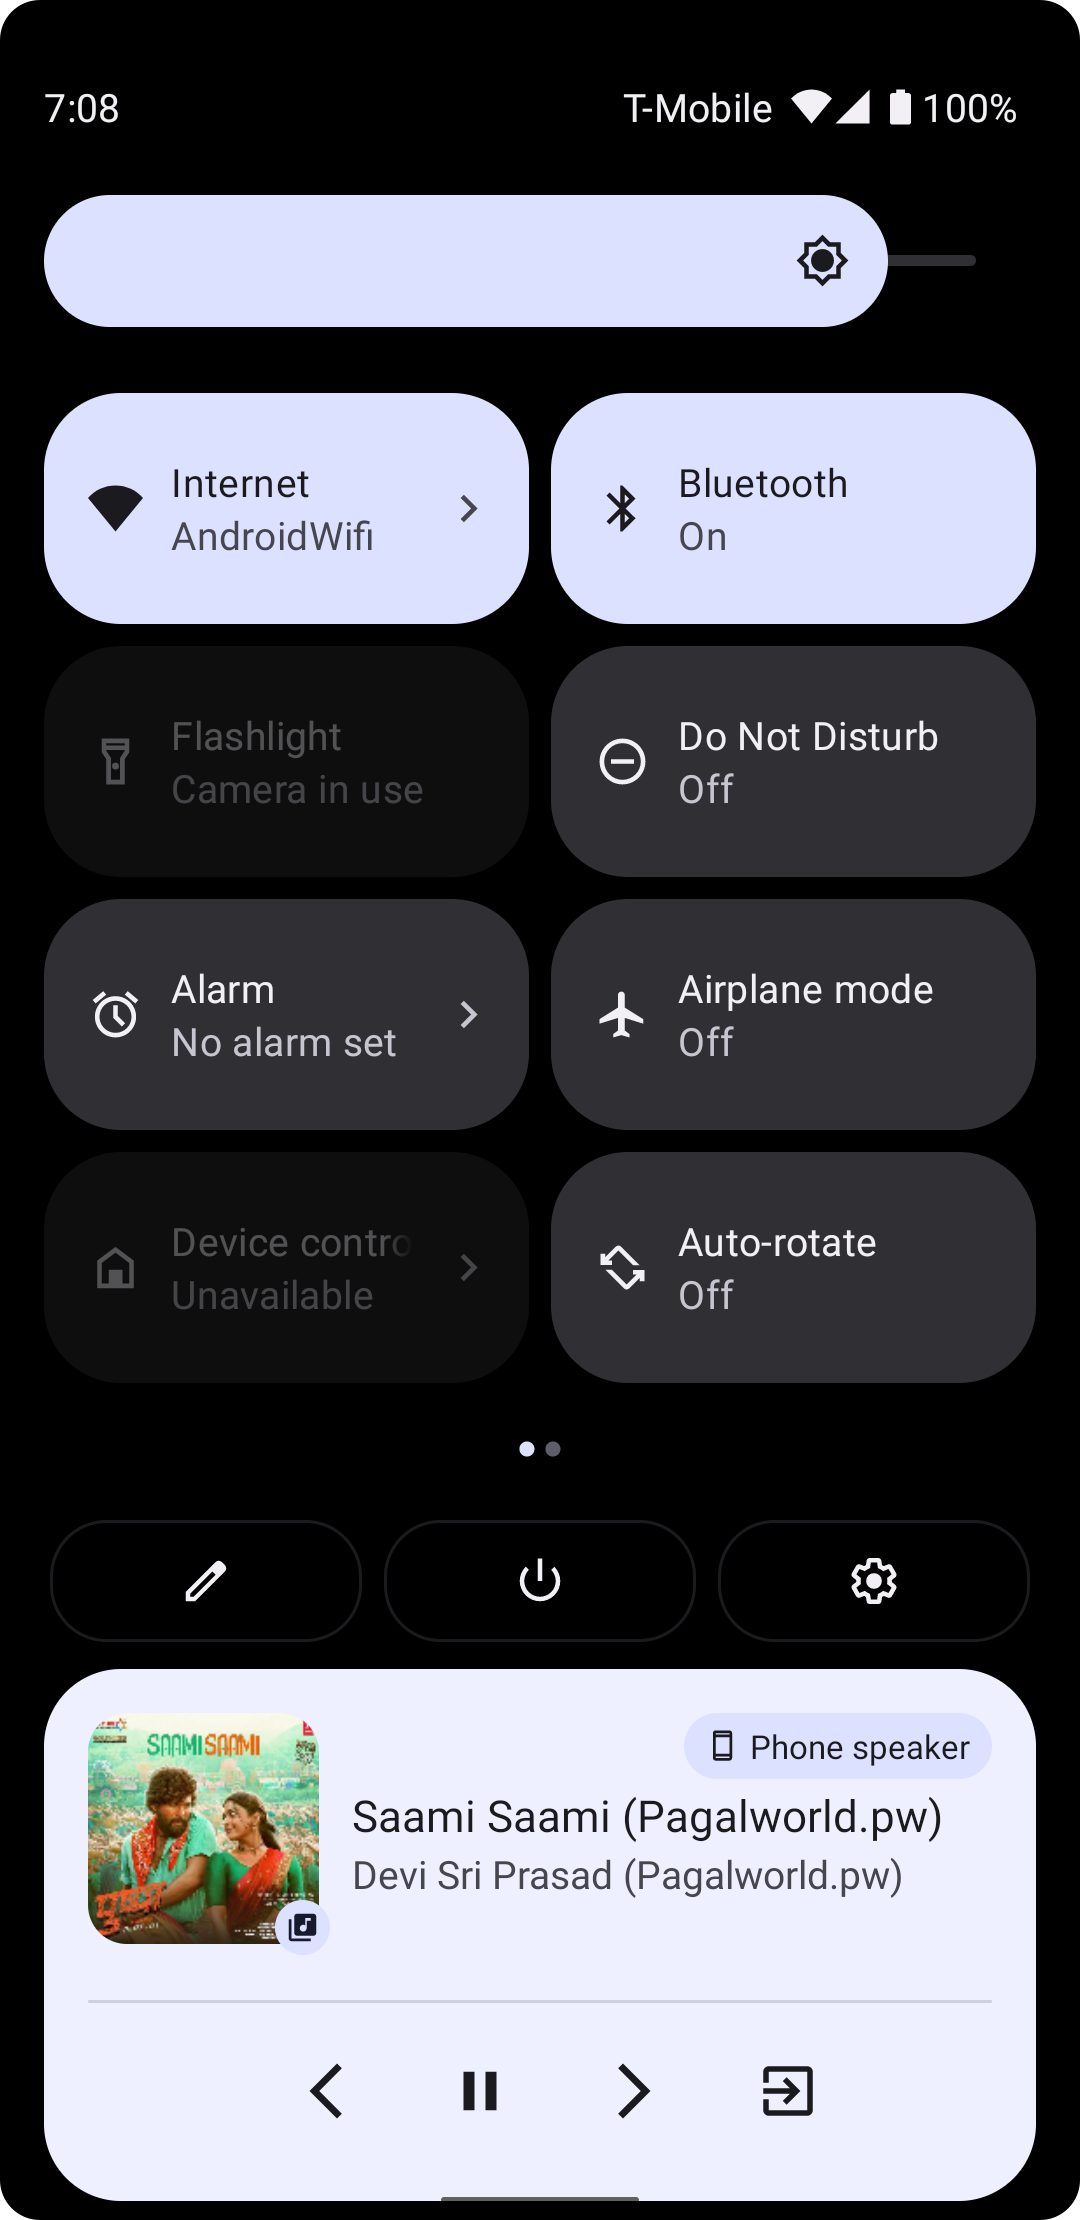 7:08
T-Mobile 100%
Internet
AndroidWifi
Bluetooth
On
Flashlight
Camera in use
Do Not Disturb
Off
Alarm
No alarm set
Airplane mode
Off
Device contro
Unavailable
Auto-rotate
Off
SAAMI SAAMI
पुष्पा
Phone speaker
Saami Saami (Pagalworld.pw)
Devi Sri Prasad (Pagalworld.pw)